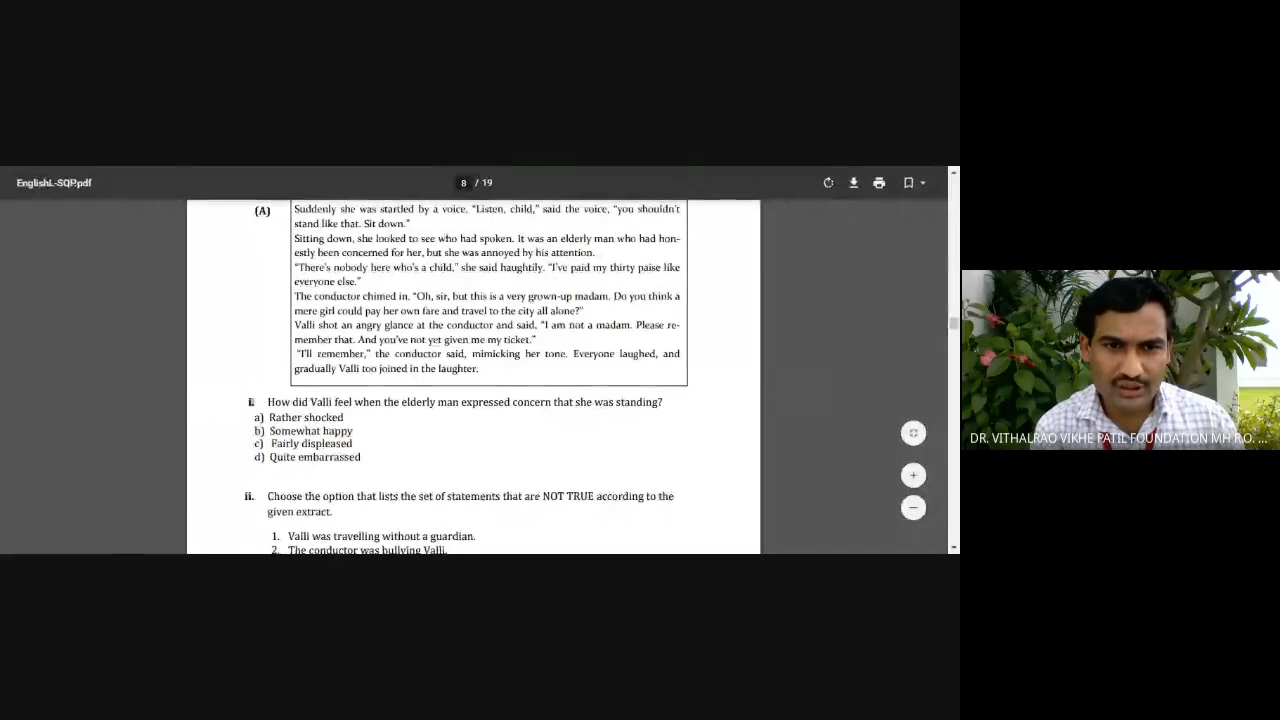 EnglishL-SQP.pdf
8 / 19
(A)
Suddenly she was startled by a voice. "Listen, child," said the voice, "you shouldn't
stand like that. Sit down."
Sitting down, she looked to see who had spoken. It was an elderly man who had hon-
estly been concerned for her, but she was annoyed by his attention.
"There's nobody here who's a child," she said haughtily. "I've paid my thirty paise like
everyone else."
The conductor chimed in. "Oh, sir, but this is a very grown-up madam. Do you think a
mere girl could pay her own fare and travel to the city all alone?"
Valli shot an angry glance at the conductor and said, "I am not a madam. Please re-
member that. And you've not yet given me my ticket."
"I'll remember," the conductor said, mimicking her tone. Everyone laughed, and
gradually Valli too joined in the laughter.
i. How did Valli feel when the elderly man expressed concern that she was standing?
a) Rather shocked
b) Somewhat happy
c) Fairly displeased
d) Quite embarrassed
ii. Choose the option that lists the set of statements that are NOT TRUE according to the
given extract.
1. Valli was travelling without a guardian.
2. The conductor was bullying Valli.
DR. VITHALRAO VIKHE PATIL FOUNDATION MH R.O. ...